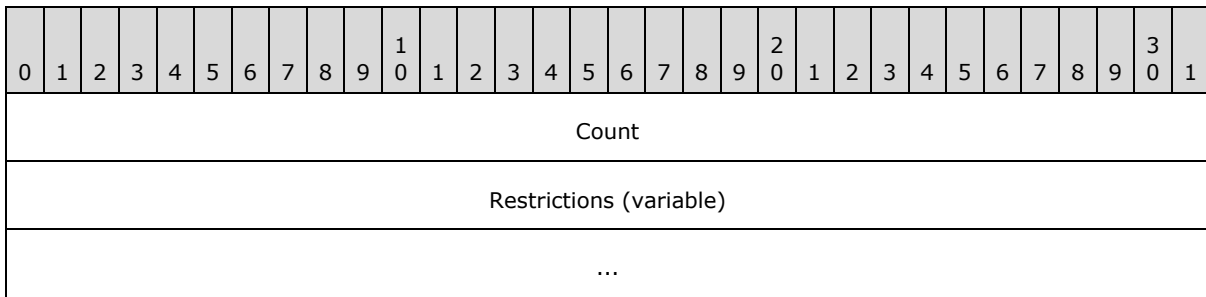 0 1 2 3 4 5 6 7 8 9 1 0 1 2 3 4 5 6 7 8 9 2 0 1 2 3 4 5 6 7 8 9 3 0 1
Count
Restrictions (variable)
...